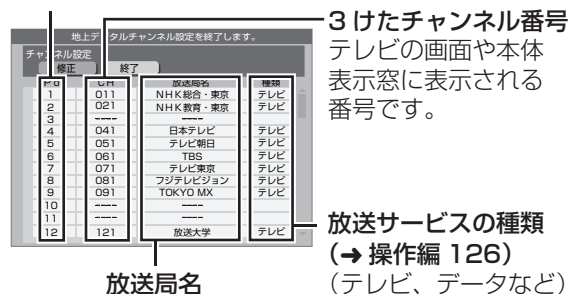 3けたチャンネル番号
テレビの画面や本体
表示窓に表示される
番号です。
地上デジタルチャンネル設定を終了します。
チャンネル設定
修正 終了
Po CH 放送局名 種類
1 011 NHK総合・東京 テレビ
2 021 NHK教育・東京 テレビ
3 ---- ----
4 041 日本テレビ テレビ
5 051 テレビ朝日 テレビ
6 061 TBS テレビ
7 071 テレビ東京 テレビ
8 081 フジテレビジョン テレビ
9 091 TOKYO MX テレビ
10 ---- ----
11 ---- ----
12 121 放送大学 テレビ
放送サービスの種類
(➜ 操作編 126)
(テレビ、データなど)
放送局名